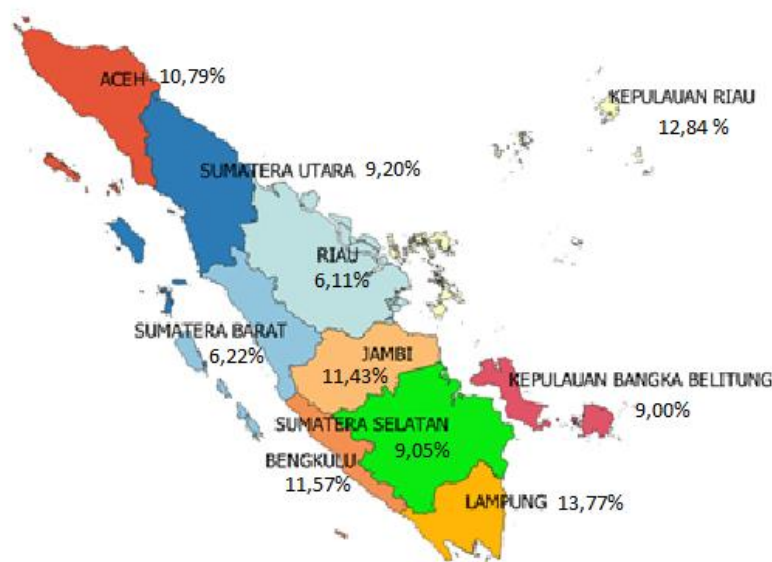 ACEH 10,79%
KEPULAUAN RIAU
12,84 %
SUMATERA UTARA 9,20%
RIAU
6,11%
SUMATERA BARAT
6,22%
JAMBI
11,43%
KEPULAUAN BANGKA BELITUNG
9,00%
SUMATERA SELATAN
9,05%
BENGKULU
11,57%
LAMPUNG 13,77%